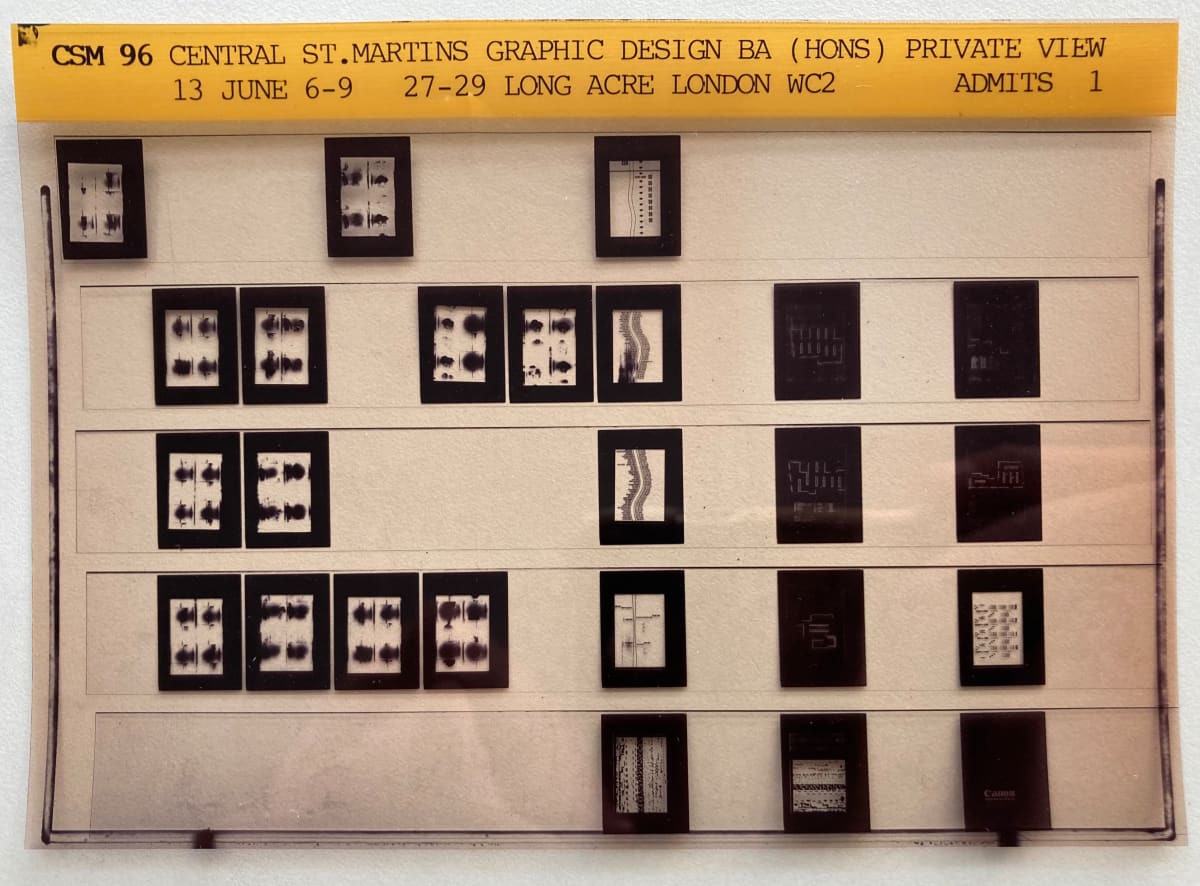 CSM 96 CENTRAL ST.MARTINS GRAPHIC DESIGN BA (HONS) PRIVATE VIEW
13 JUNE 6-9 27-29 LONG ACRE LONDON WC2 ADMITS 1
Canon